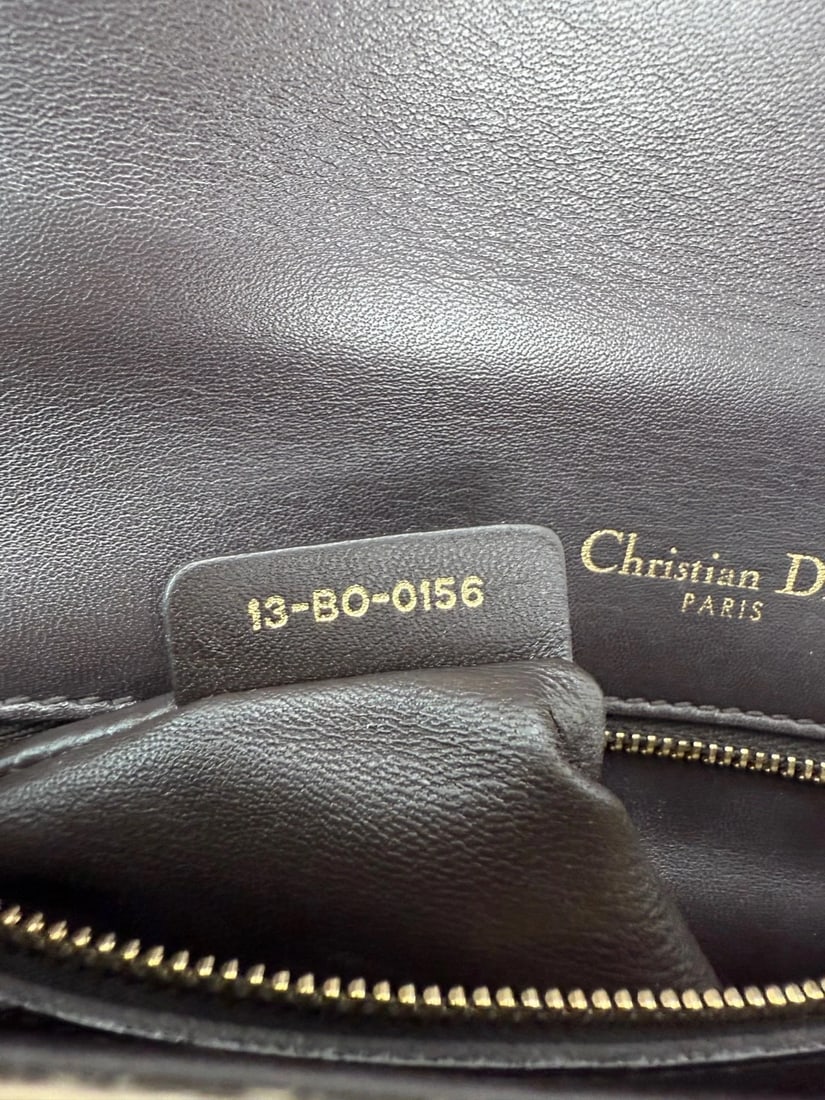 13-BO-0156
Christian D
PARIS